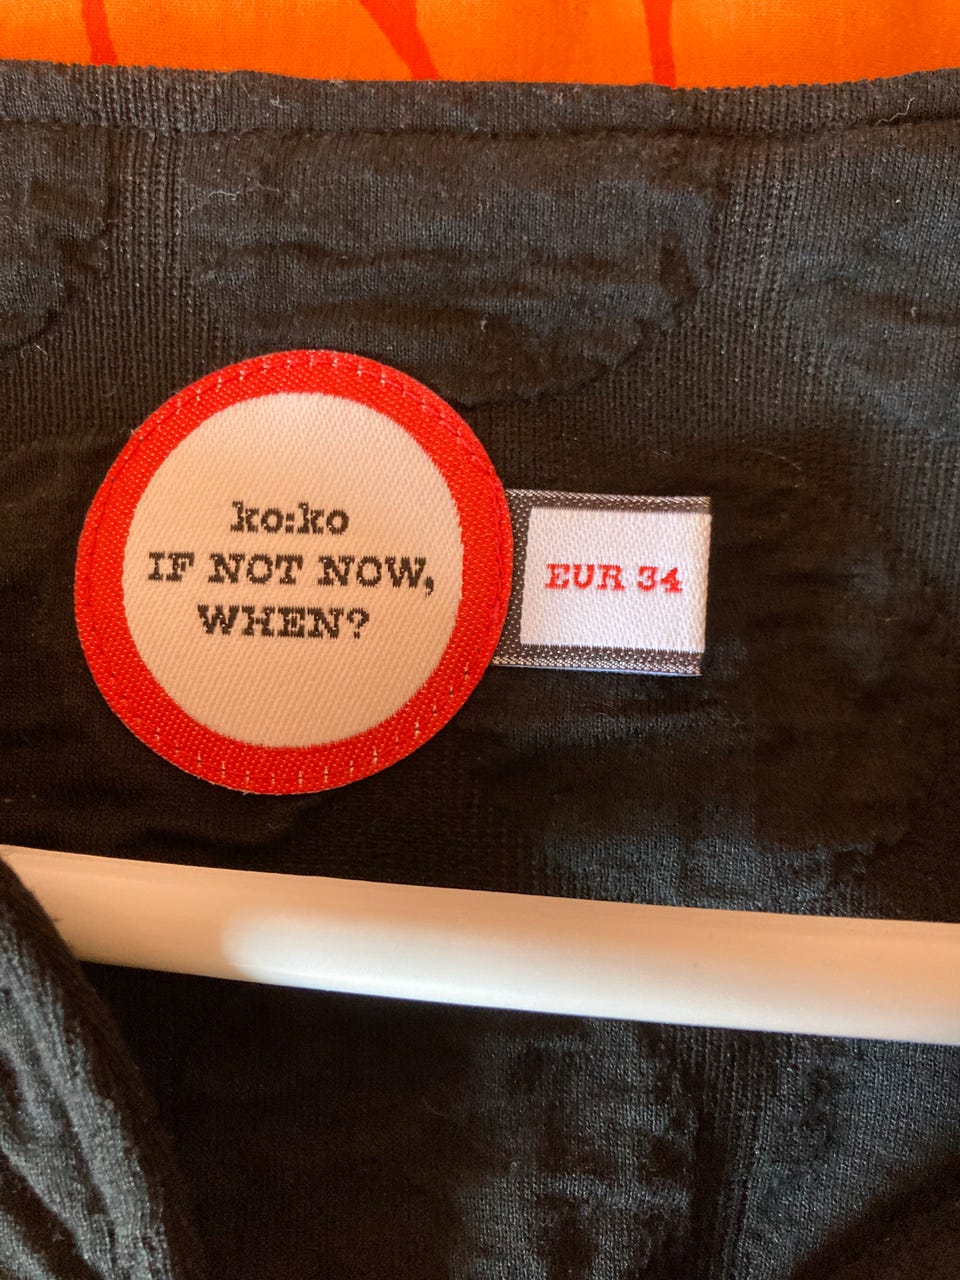 ko:ko
IF NOT NOW,
WHEN?
EUR 34